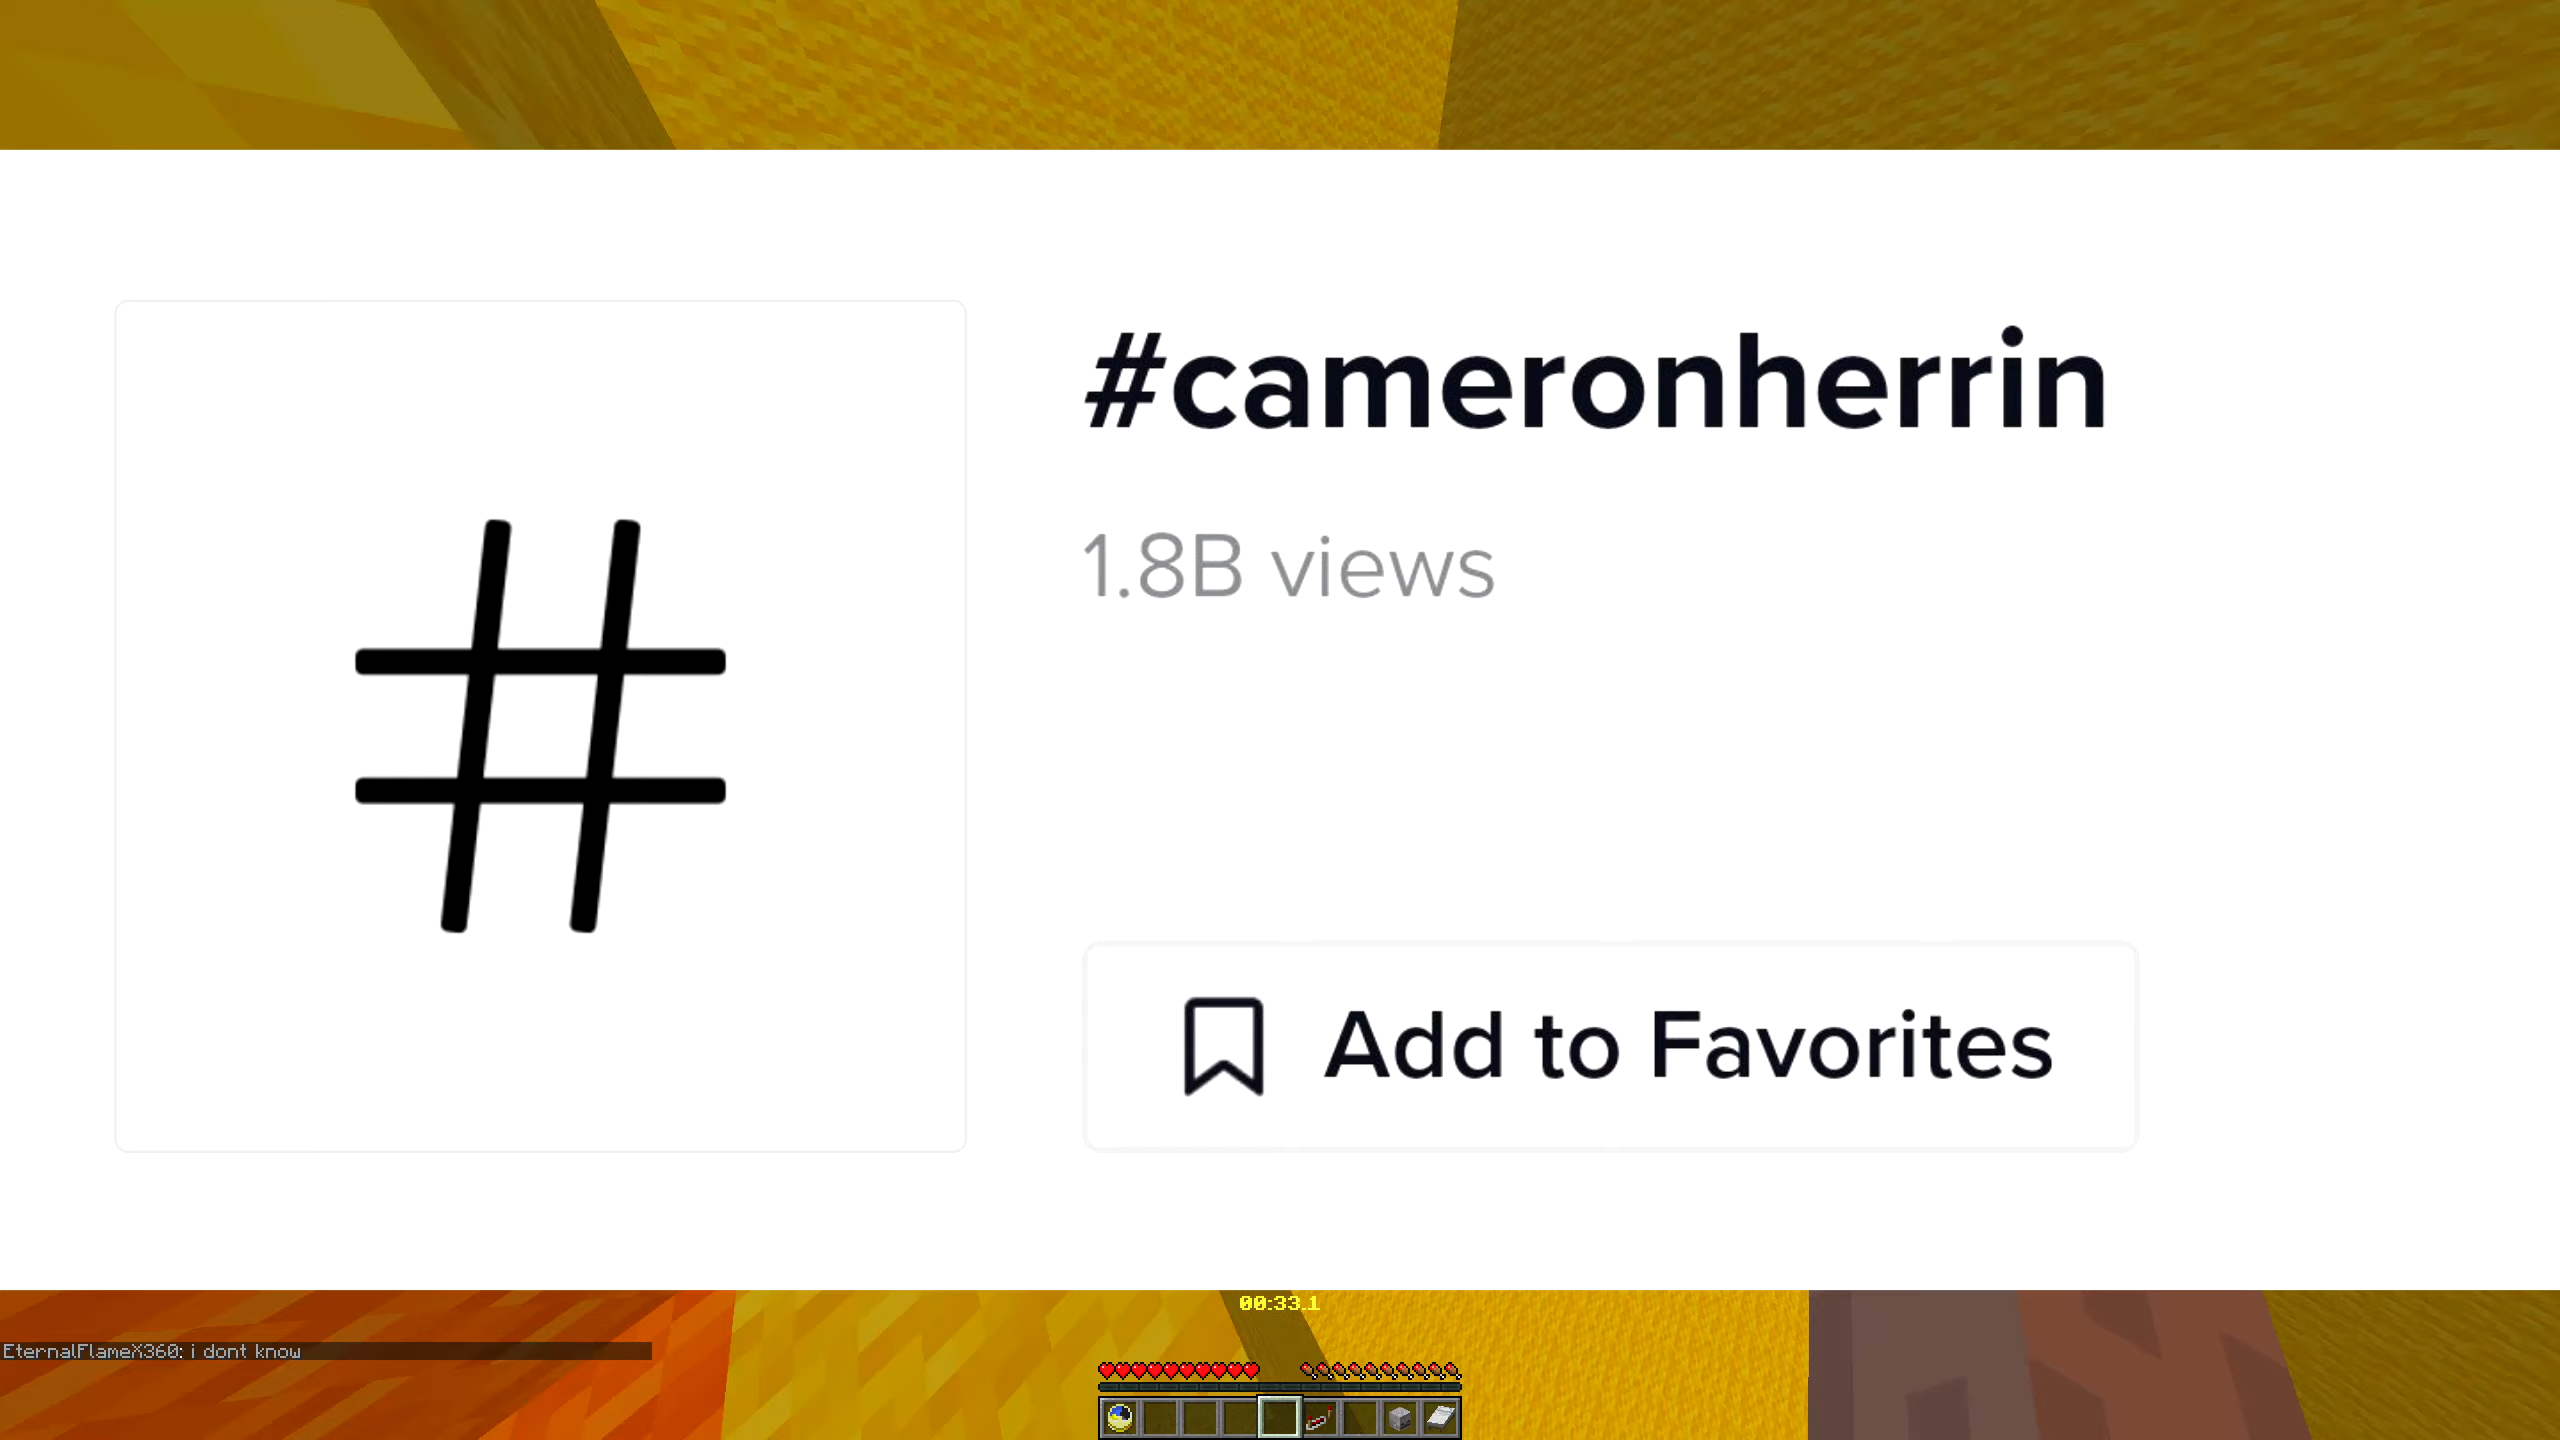 #cameronherrin
1.8B views
Add to Favorites
00:33.1
EternalFlameX360: i dont know